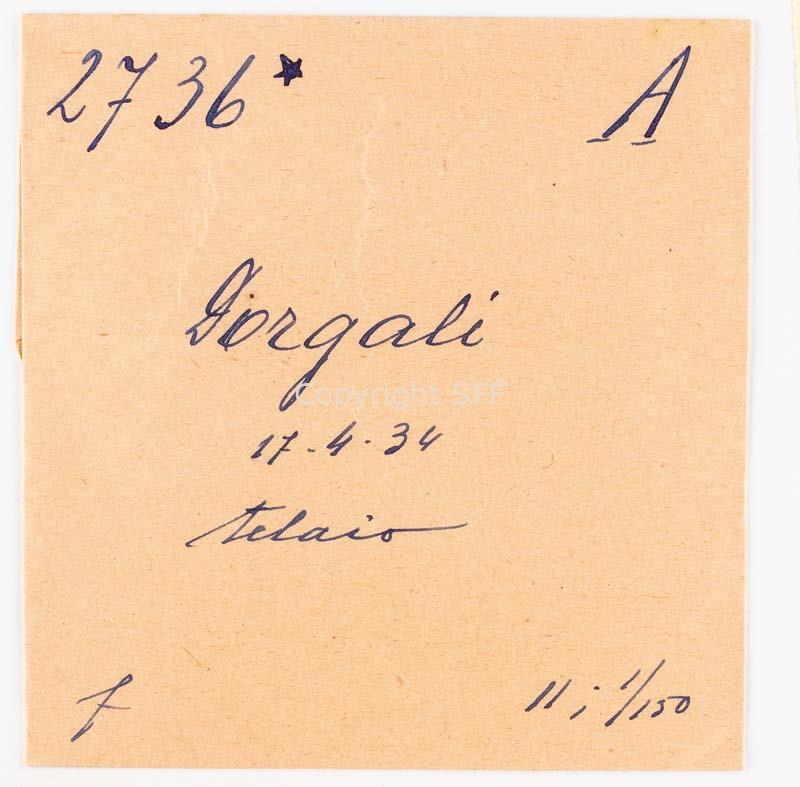 2736* A
Dorgali
Copyright SFF
17.4.34
telaio
f 11; 1/150